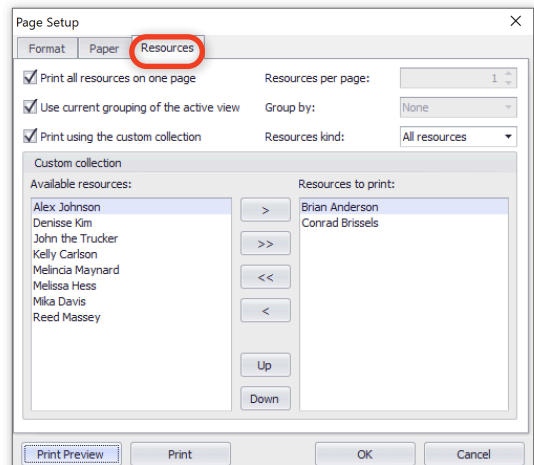 Page Setup
Format Paper Resources
Print all resources on one page Resources per page: 1
Use current grouping of the active view Group by: None
Print using the custom collection Resources kind: All resources
Custom collection
Available resources: Resources to print:
Alex Johnson > Brian Anderson
Denisse Kim Conrad Brissels
John the Trucker >>
Kelly Carlson
Melincia Maynard <<
Melissa Hess
Mika Davis <
Reed Massey
Up
Down
Print Preview Print OK Cancel